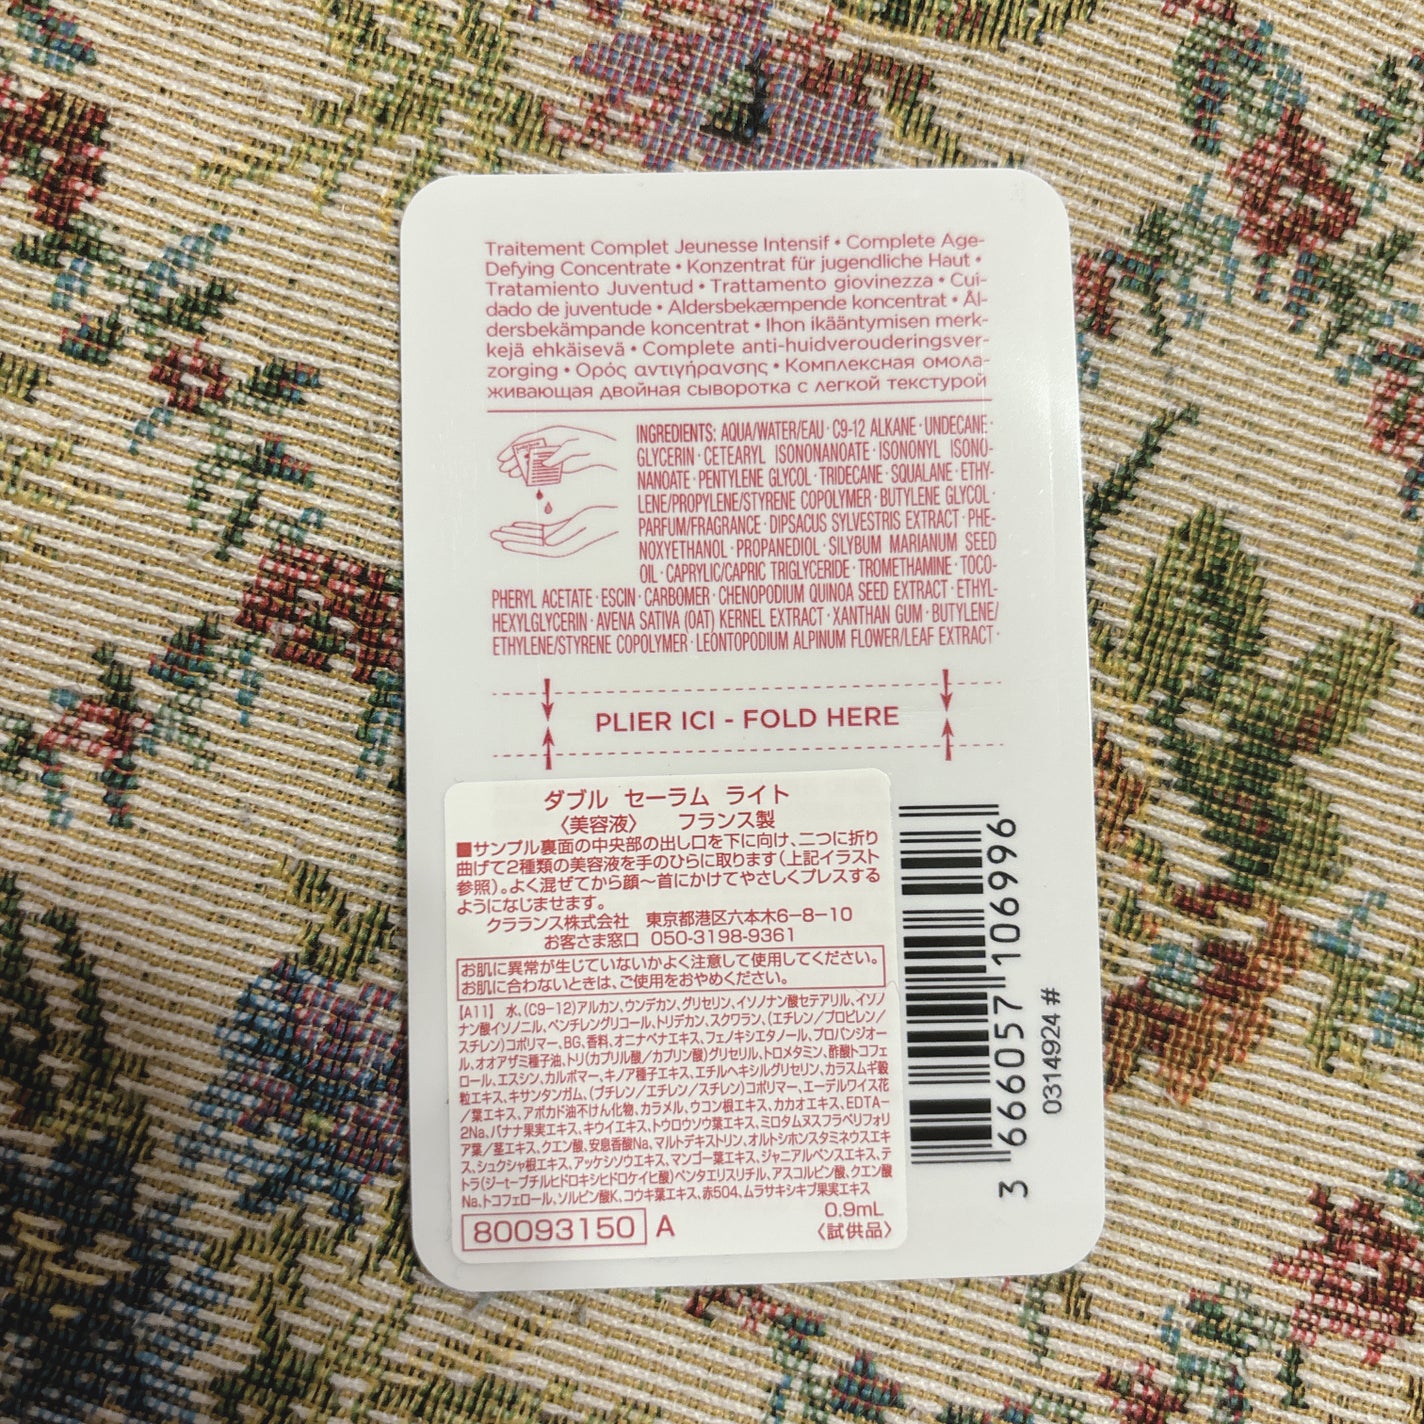 Traitement Complet Jeunesse Intensif • Complete Age-
Defying Concentrate • Konzentrat für jugendliche Haut •
Tratamiento Juventud • Trattamento giovinezza • Cui-
dado de juventude • Aldersbekæmpende koncentrat • Ål-
dersbekämpande koncentrat • Ihon ikääntymisen merk-
kejä ehkäisevä • Complete anti-huidverouderingsver-
zorging • Ορός αντιγήρανσης • Комплексная омола-
живающая двойная сыворотка с легкой текстурой
INGREDIENTS: AQUA/WATER/EAU · C9-12 ALKANE · UNDECANE ·
GLYCERIN · CETEARYL ISONONANOATE · ISONONYL ISONO-
NANOATE · PENTYLENE GLYCOL · TRIDECANE · SQUALANE · ETHY-
LENE/PROPYLENE/STYRENE COPOLYMER · BUTYLENE GLYCOL ·
PARFUM/FRAGRANCE · DIPSACUS SYLVESTRIS EXTRACT · PHE-
NOXYETHANOL · PROPANEDIOL · SILYBUM MARIANUM SEED
OIL · CAPRYLIC/CAPRIC TRIGLYCERIDE · TROMETHAMINE · TOCO-
PHERYL ACETATE · ESCIN · CARBOMER · CHENOPODIUM QUINOA SEED EXTRACT · ETHYL-
HEXYLGLYCERIN · AVENA SATIVA (OAT) KERNEL EXTRACT · XANTHAN GUM · BUTYLENE/
ETHYLENE/STYRENE COPOLYMER · LEONTOPODIUM ALPINUM FLOWER/LEAF EXTRACT ·
PLIER ICI - FOLD HERE
ダブル セーラム ライト
〈美容液〉 フランス製
■サンプル裏面の中央部の出し口を下に向け、二つに折り
曲げて2種類の美容液を手のひらに取ります(上記イラスト
参照)。よく混ぜてから顔〜首にかけてやさしくプレスする
ようになじませます。
クラランス株式会社 東京都港区六本木6-8-10
お客さま窓口 050-3198-9361
お肌に異常が生じていないかよく注意して使用してください。
お肌に合わないときは、ご使用をおやめください。
【A11】 水、(C9-12)アルカン、ウンデカン、グリセリン、イソノナン酸セテアリル、イソノ
ナン酸イソノニル、ペンチレングリコール、トリデカン、スクワラン、(エチレン/プロピレン/
スチレン)コポリマー、BG、香料、オニナベナエキス、フェノキシエタノール、プロパンジオー
ル、オオアザミ種子油、トリ(カプリル酸/カプリン酸)グリセリル、トロメタミン、酢酸トコフェ
ロール、エスシン、カルボマー、キノア種子エキス、エチルヘキシルグリセリン、カラスムギ穀
粒エキス、キサンタンガム、(ブチレン/エチレン/スチレン)コポリマー、エーデルワイス花
/葉エキス、アボカド油不けん化物、カラメル、ウコン根エキス、カカオエキス、EDTA-
2Na、バナナ果実エキス、キウイエキス、トウロウソウ葉エキス、ミロタムヌスフラベリフォリ
ア葉/茎エキス、クエン酸、安息香酸Na、マルトデキストリン、オルトシホンスタミネウスエキ
ス、シュクシャ根エキス、アッケシソウエキス、マンゴー葉エキス、ジャニアルベンスエキス、テ
トラ(ジ-t-ブチルヒドロキシヒドロケイヒ酸)ペンタエリスリチル、アスコルビン酸、クエン酸
Na、トコフェロール、ソルビン酸K、コウキ葉エキス、赤504、ムラサキシキブ果実エキス
0.9mL
80093150 A 〈試供品〉
3 666057 106996
0314924 #